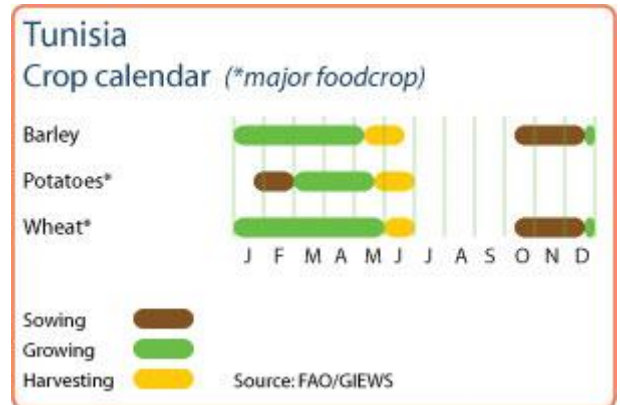 Tunisia
Crop calendar (*major foodcrop)
Barley
Potatoes*
Wheat*
J F M A M J J A S O N D
Sowing
Growing
Harvesting
Source: FAO/GIEWS